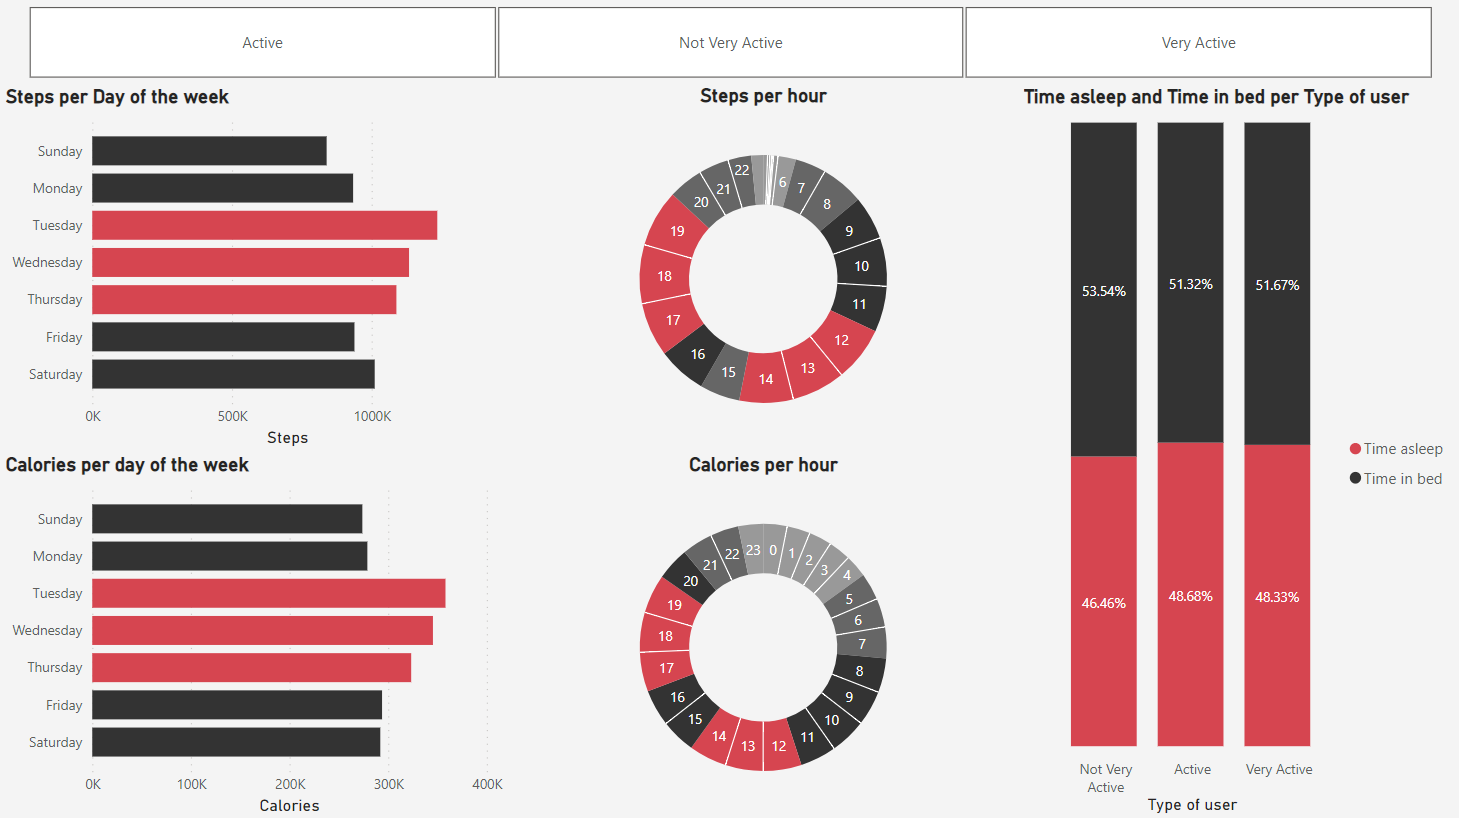 Active
Not Very Active
Very Active
Steps per Day of the week
Sunday
Monday
Tuesday
Wednesday
Thursday
Friday
Saturday
0K
500K
1000K
Steps
Steps per hour
6
7
8
9
10
11
12
13
14
15
16
17
18
19
20
21
22
Time asleep and Time in bed per Type of user
53.54%
51.32%
51.67%
46.46%
48.68%
48.33%
Not Very
Active
Active
Very Active
Type of user
Time asleep
Time in bed
Calories per day of the week
Sunday
Monday
Tuesday
Wednesday
Thursday
Friday
Saturday
0K
100K
200K
300K
400K
Calories
Calories per hour
0
1
2
3
4
5
6
7
8
9
10
11
12
13
14
15
16
17
18
19
20
21
22
23